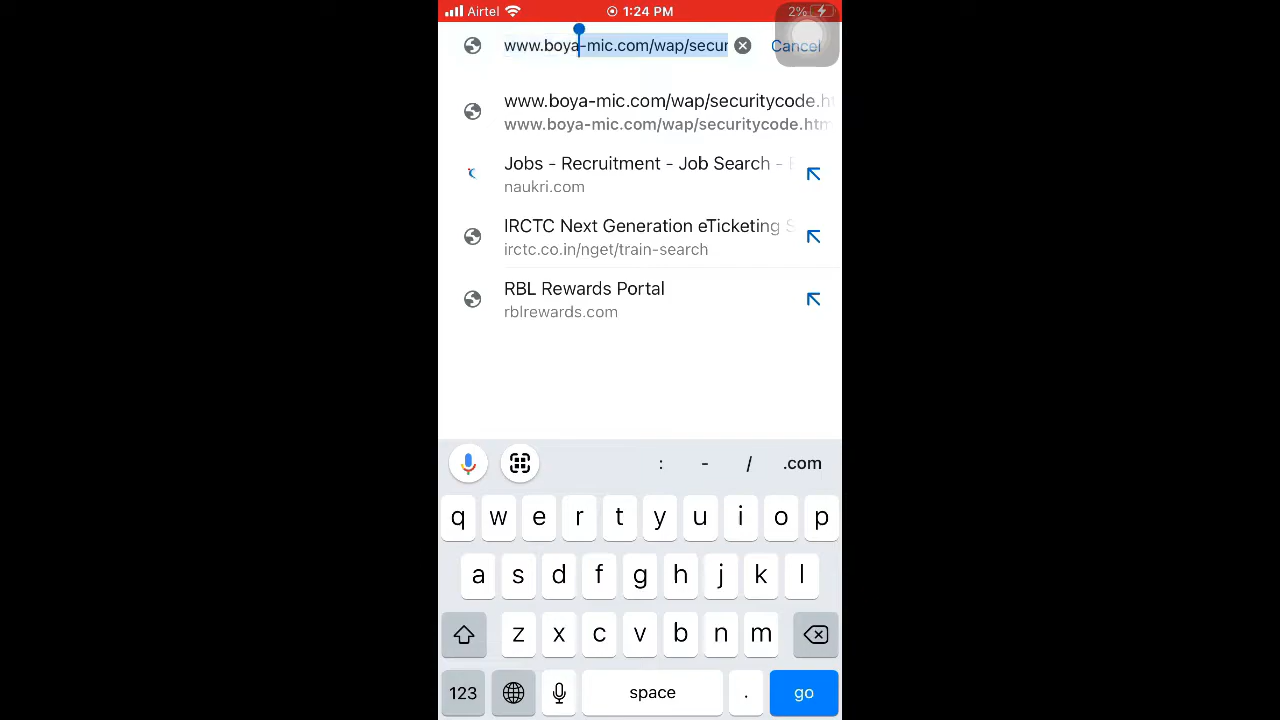 Airtel 1:24 PM 2%
www.boya-mic.com/wap/secur Cancel
www.boya-mic.com/wap/securitycode.h
www.boya-mic.com/wap/securitycode.htm
Jobs - Recruitment - Job Search -
naukri.com
IRCTC Next Generation eTicketing S
irctc.co.in/nget/train-search
RBL Rewards Portal
rblrewards.com
: - / .com
q w e r t y u i o p
a s d f g h j k l
z x c v b n m
123 space . go